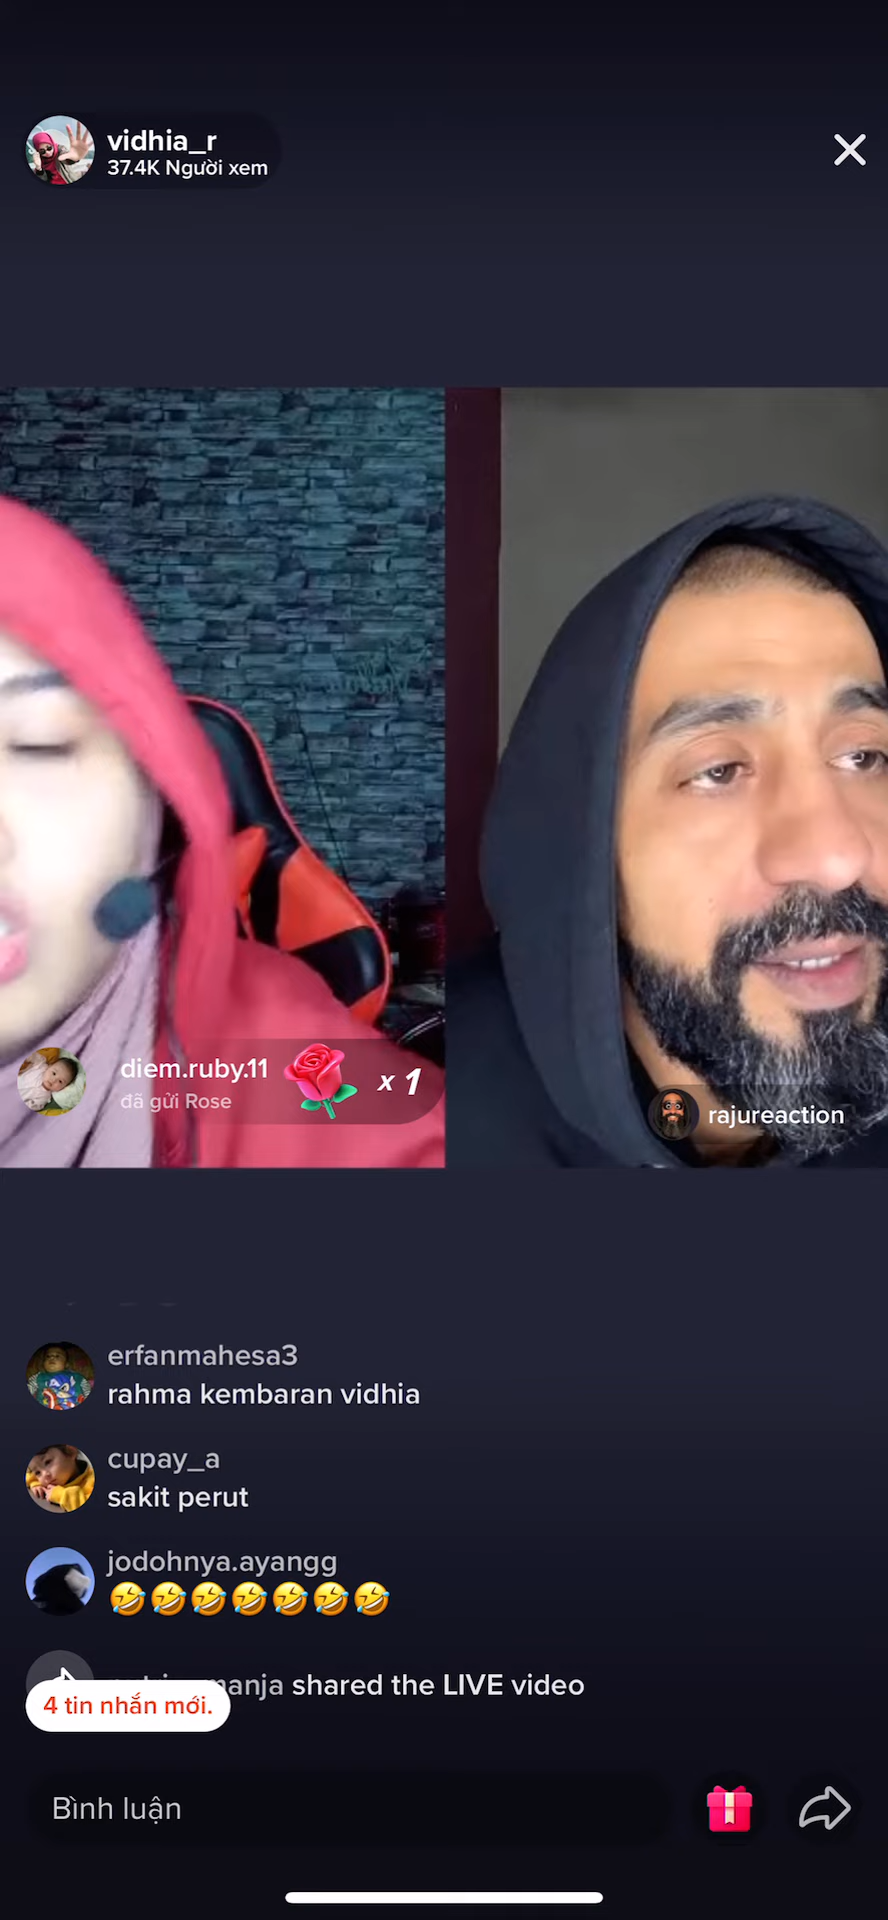 vidhia_r
37.4K Người xem
diem.ruby.11
đã gửi Rose
x 1
rajureaction
erfanmahesa3
rahma kembaran vidhia
cupay_a
sakit perut
jodohnya.ayangg
🤣🤣🤣🤣🤣🤣🤣
shared the LIVE video
4 tin nhắn mới.
Bình luận